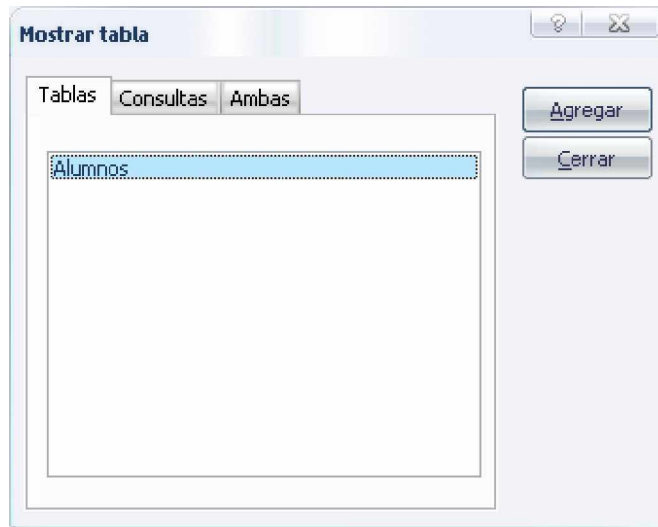 Mostrar tabla
Tablas Consultas Ambas
Agregar
Cerrar
Alumnos